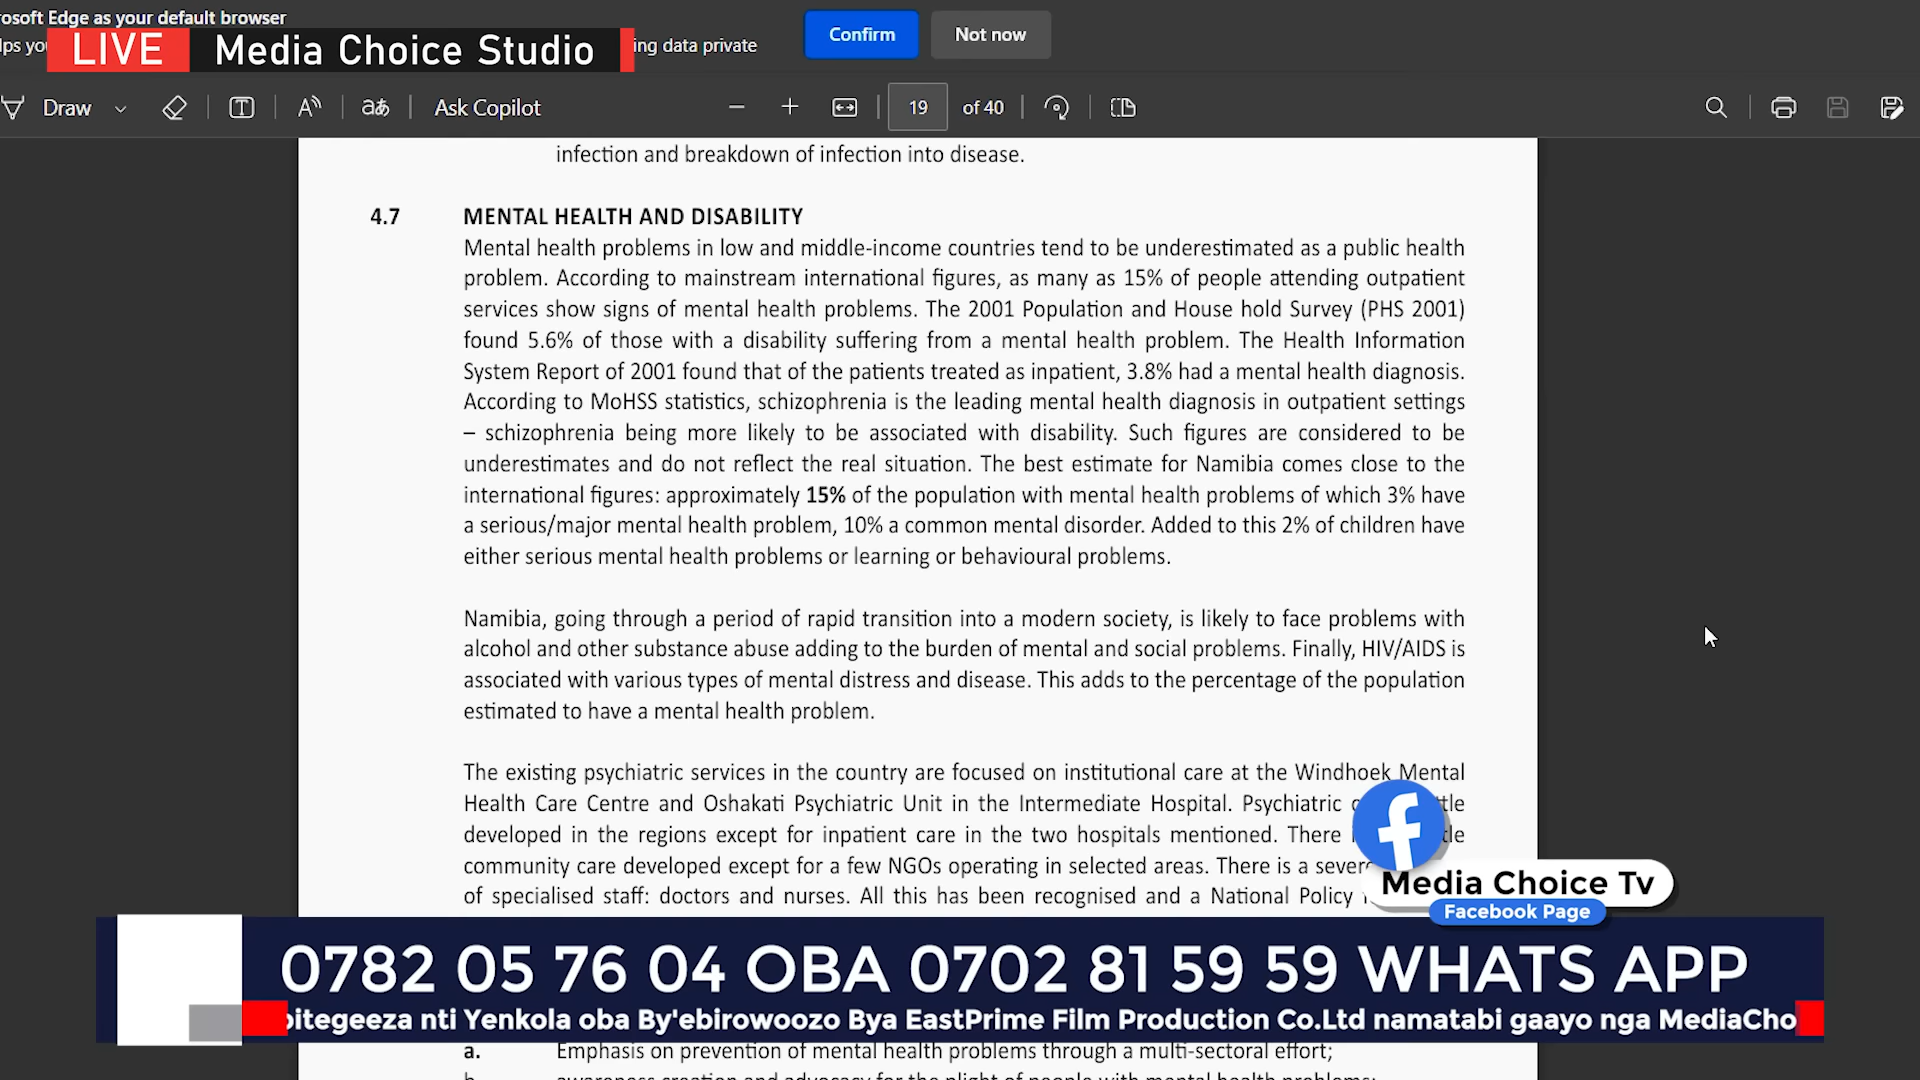 rosoft Edge as your default browser
lps yo
ing data private
Confirm
Not now
LIVE
Media Choice Studio
Draw
Ask Copilot
19
of 40
infection and breakdown of infection into disease.
4.7 MENTAL HEALTH AND DISABILITY
Mental health problems in low and middle-income countries tend to be underestimated as a public health
problem. According to mainstream international figures, as many as 15% of people attending outpatient
services show signs of mental health problems. The 2001 Population and House hold Survey (PHS 2001)
found 5.6% of those with a disability suffering from a mental health problem. The Health Information
System Report of 2001 found that of the patients treated as inpatient, 3.8% had a mental health diagnosis.
According to MoHSS statistics, schizophrenia is the leading mental health diagnosis in outpatient settings
– schizophrenia being more likely to be associated with disability. Such figures are considered to be
underestimates and do not reflect the real situation. The best estimate for Namibia comes close to the
international figures: approximately 15% of the population with mental health problems of which 3% have
a serious/major mental health problem, 10% a common mental disorder. Added to this 2% of children have
either serious mental health problems or learning or behavioural problems.
Namibia, going through a period of rapid transition into a modern society, is likely to face problems with
alcohol and other substance abuse adding to the burden of mental and social problems. Finally, HIV/AIDS is
associated with various types of mental distress and disease. This adds to the percentage of the population
estimated to have a mental health problem.
The existing psychiatric services in the country are focused on institutional care at the Windhoek Mental
Health Care Centre and Oshakati Psychiatric Unit in the Intermediate Hospital. Psychiatric
developed in the regions except for inpatient care in the two hospitals mentioned. There
community care developed except for a few NGOs operating in selected areas. There is a
of specialised staff: doctors and nurses. All this has been recognised and a National Policy
Media Choice Tv
Facebook Page
0782 05 76 04 OBA 0702 81 59 59 WHATS APP
bitegeeza nti Yenkola oba By'ebirowoozo Bya EastPrime Film Production Co.Ltd namatabi gaayo nga MediaCho
a. Emphasis on prevention of mental health problems through a multi-sectoral effort;
awareness creation and advocacy for the plight of people with mental health problems;